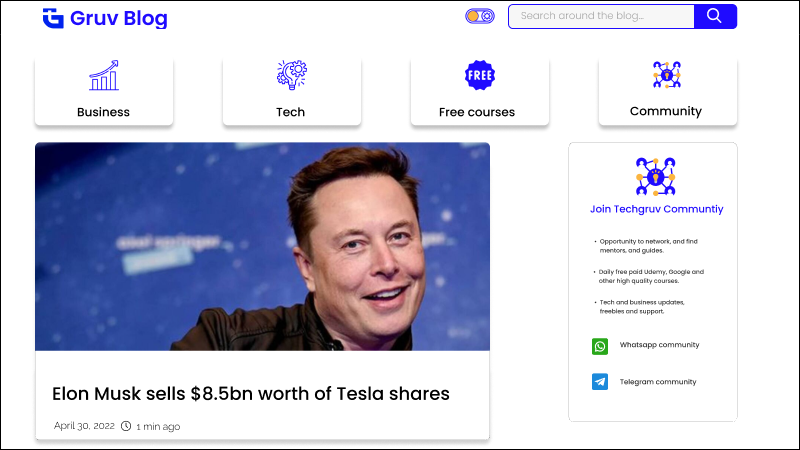 Gruv Blog
Search around the blog...
Business
Tech
FREE
Free courses
Community
Elon Musk sells $8.5bn worth of Tesla shares
April 30, 2022
1 min ago
Join Techgruv Communtiy
• Opportunity to network, and find
mentors, and guides.
• Daily free paid Udemy, Google and
other high quality courses.
• Tech and business updates,
freebies and support.
Whatsapp community
Telegram community